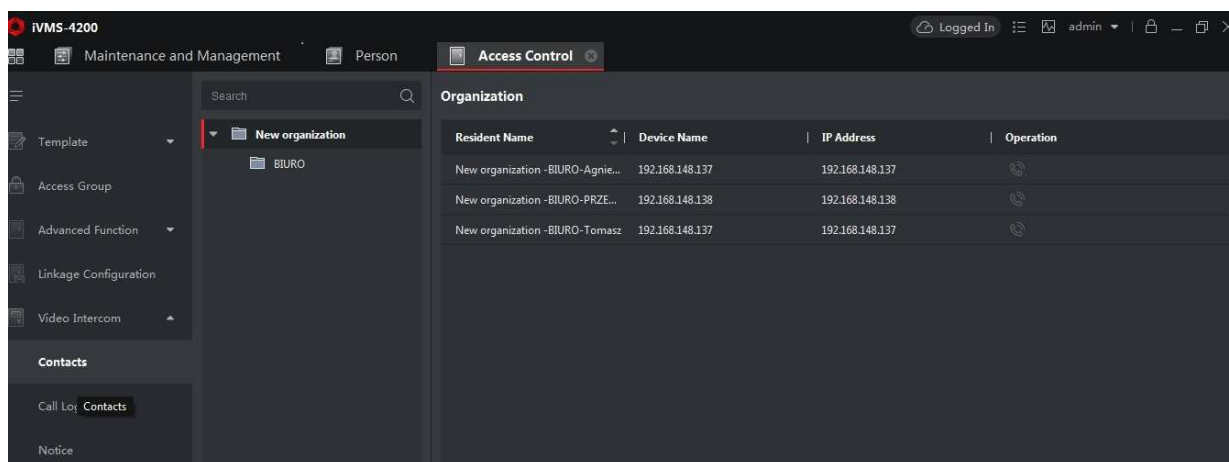 iVMS-4200
Logged In
admin
Maintenance and Management
Person
Access Control
Search
Organization
Template
Access Group
Advanced Function
Linkage Configuration
Video Intercom
Contacts
Call Log
Contacts
Notice
New organization
BIURO
Resident Name Device Name IP Address Operation
New organization -BIURO-Agnie... 192.168.148.137 192.168.148.137
New organization -BIURO-PRZE... 192.168.148.138 192.168.148.138
New organization -BIURO-Tomasz 192.168.148.137 192.168.148.137